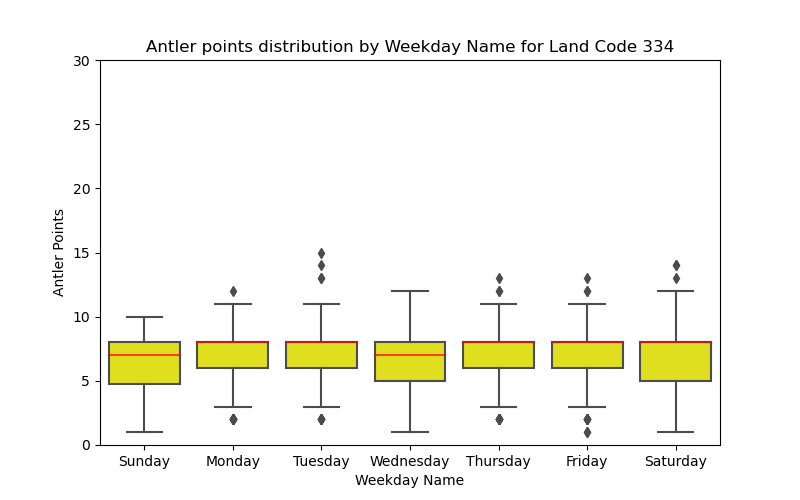 Antler points distribution by Weekday Name for Land Code 334
30
25
20
15
10
5
0
Antler Points
Sunday Monday Tuesday Wednesday Thursday Friday Saturday
Weekday Name